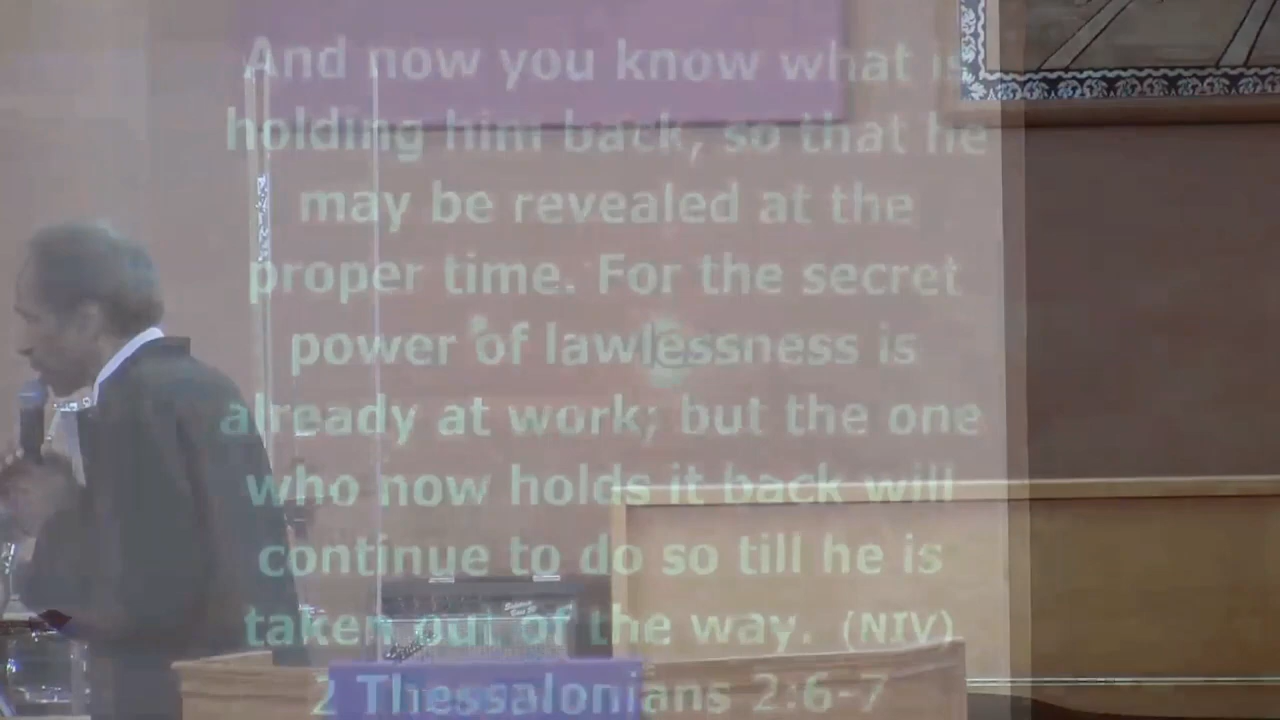 And now you know what is
holding him back, so that he
may be revealed at the
proper time. For the secret
power of lawlessness is
already at work; but the one
who now holds it back will
continue to do so till he is
taken out of the way. (NIV)
2 Thessalonians 2:6-7